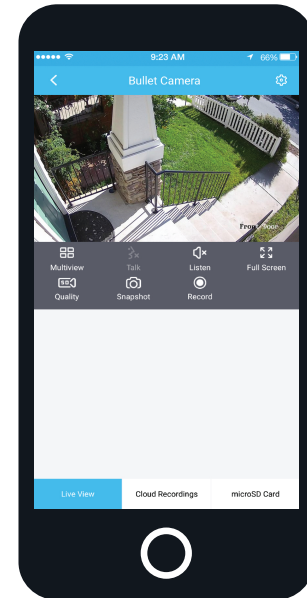 9:23 AM 66%
Bullet Camera
Front Door
Multiview Talk Listen Full Screen
SD
Quality Snapshot Record
Live View Cloud Recordings microSD Card